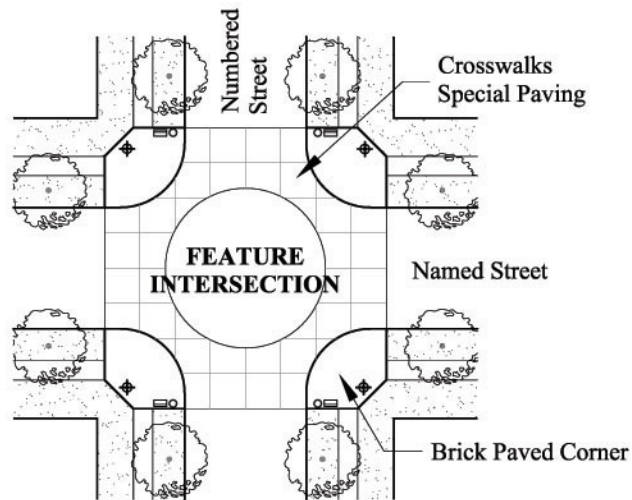 Numbered
Street
Crosswalks
Special Paving
FEATURE
INTERSECTION
Named Street
Brick Paved Corner